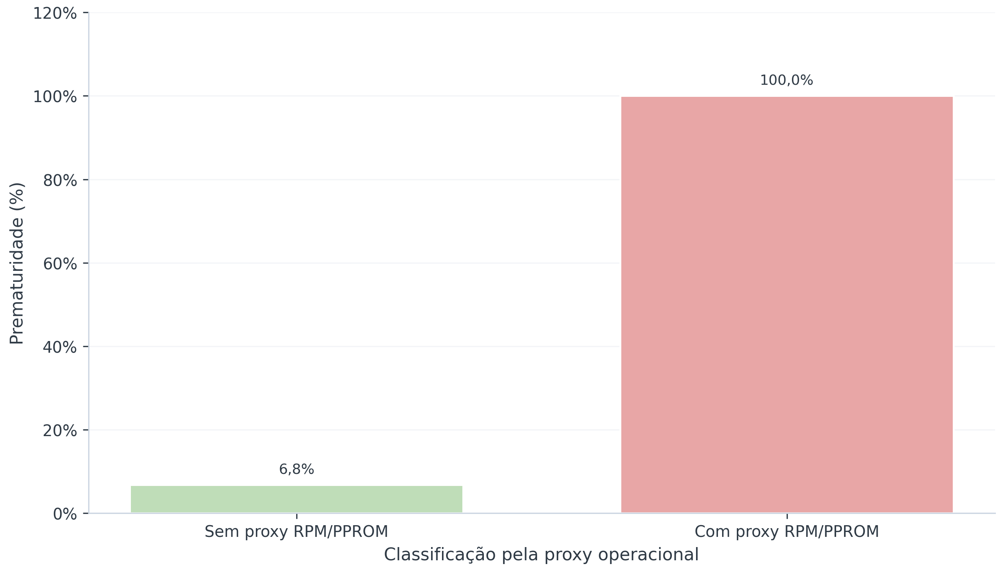 120%
100%
80%
60%
40%
20%
0%
Prematuridade (%)
6,8%
100,0%
Sem proxy RPM/PPROM
Com proxy RPM/PPROM
Classificação pela proxy operacional